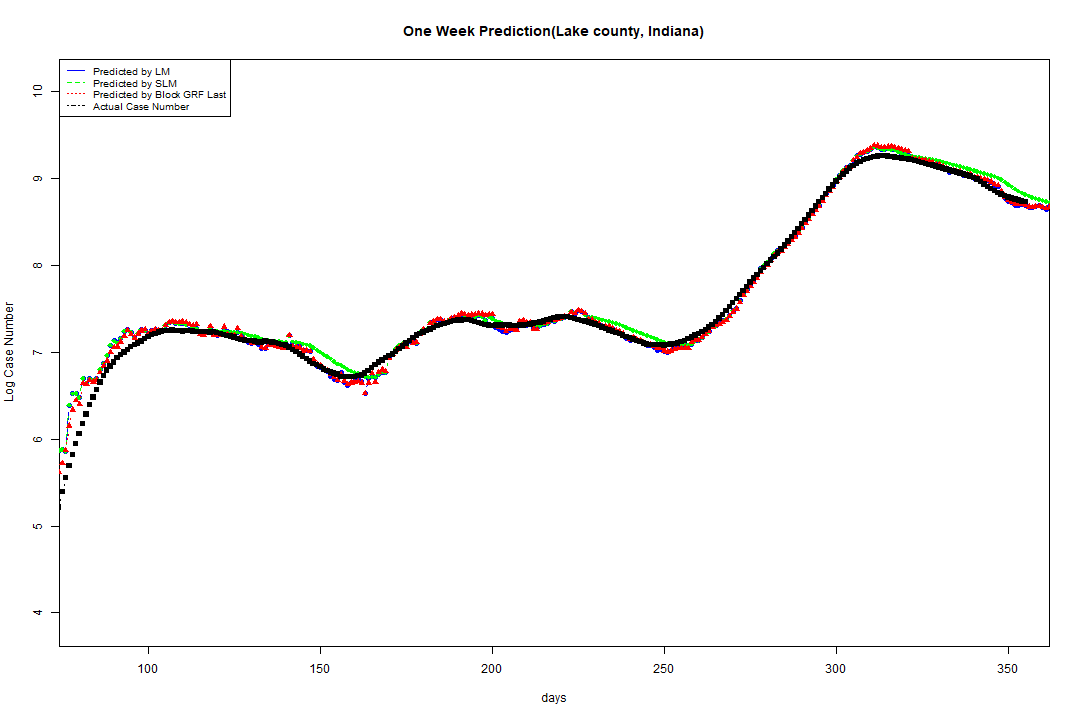 One Week Prediction(Lake county, Indiana)
Predicted by LM
Predicted by SLM
Predicted by Block GRF Last
Actual Case Number
10
9
8
7
6
5
4
Log Case Number
100 150 200 250 300 350
days